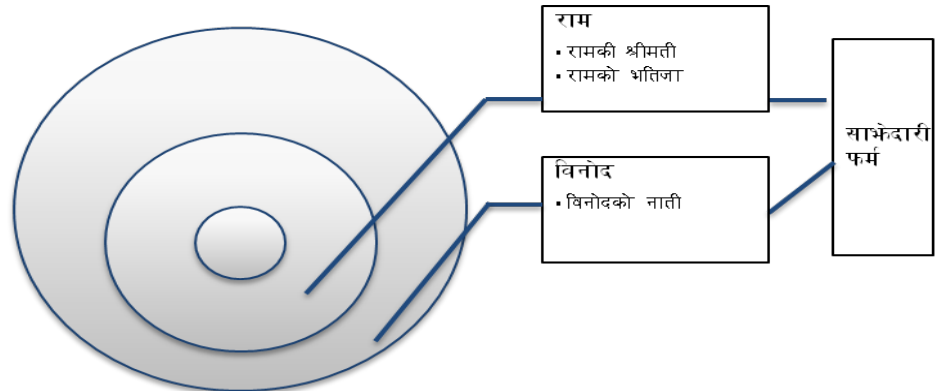 राम
▪ रामकी श्रीमती
▪ रामको भतिजा
साझेदारी
फर्म
विनोद
▪ विनोदको नाती